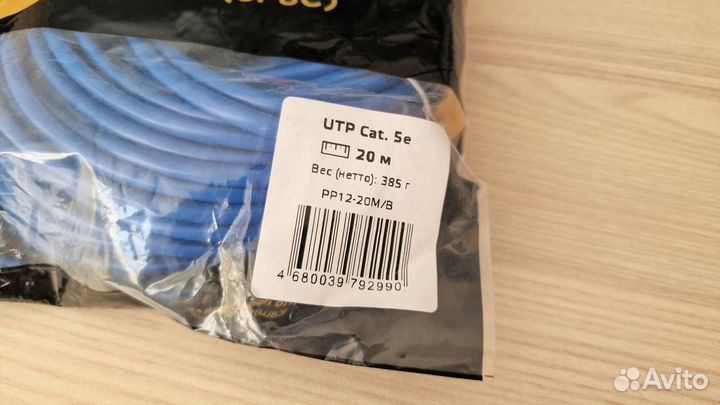 UTP Cat. 5e
20 м
Вес (нетто): 385 г
PP12-20M/B
4 680039 792990
Avito